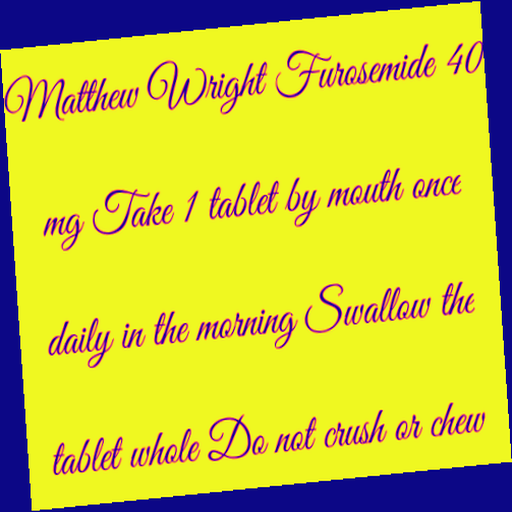 Matthew Wright Furosemide 40
mg Take 1 tablet by mouth once
daily in the morning Swallow the
tablet whole Do not crush or chew